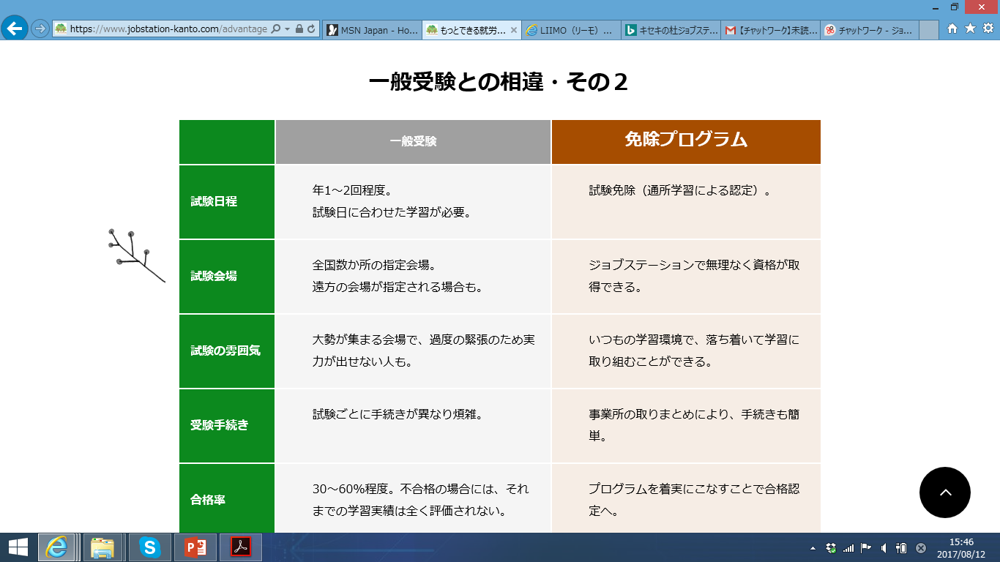 https://www.jobstation-kanto.com/advantage
MSN Japan - Ho...
もっとできる就労...
LIIMO（リーモ）...
キセキの杜ジョブステ...
【チャットワーク】未読...
チャットワーク - ジョ...
一般受験との相違・その２
一般受験
免除プログラム
試験日程
年1～2回程度。
試験日に合わせた学習が必要。
試験免除（通所学習による認定）。
試験会場
全国数か所の指定会場。
遠方の会場が指定される場合も。
ジョブステーションで無理なく資格が取
得できる。
試験の雰囲気
大勢が集まる会場で、過度の緊張のため実
力が出せない人も。
いつもの学習環境で、落ち着いて学習に
取り組むことができる。
受験手続き
試験ごとに手続きが異なり煩雑。
事業所の取りまとめにより、手続きも簡
単。
合格率
30～60%程度。不合格の場合には、それ
までの学習実績は全く評価されない。
プログラムを着実にこなすことで合格認
定へ。
15:46
2017/08/12